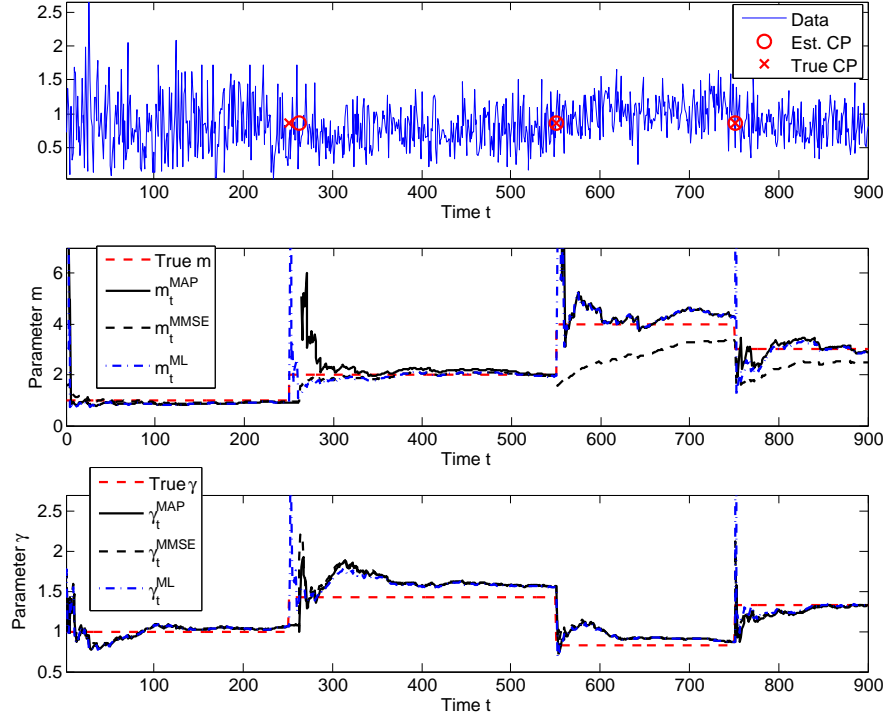 2.5
2
1.5
1
0.5
Data
Est. CP
True CP
100 200 300 400 500 600 700 800 900
Time t
Parameter m
6
4
2
0
True m
m_t^MAP
m_t^MMSE
m_t^ML
0 100 200 300 400 500 600 700 800 900
Time t
Parameter γ
2.5
2
1.5
1
0.5
True γ
γ_t^MAP
γ_t^MMSE
γ_t^ML
100 200 300 400 500 600 700 800 900
Time t